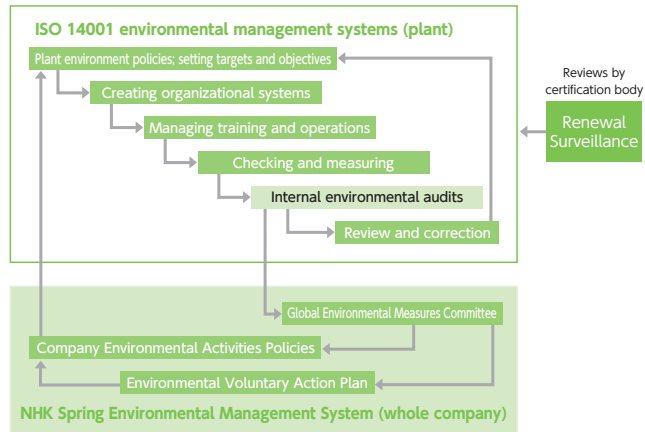 ISO 14001 environmental management systems (plant)
Plant environment policies; setting targets and objectives
Creating organizational systems
Managing training and operations
Checking and measuring
Internal environmental audits
Review and correction
Reviews by
certification body
Renewal
Surveillance
Global Environmental Measures Committee
Company Environmental Activities Policies
Environmental Voluntary Action Plan
NHK Spring Environmental Management System (whole company)